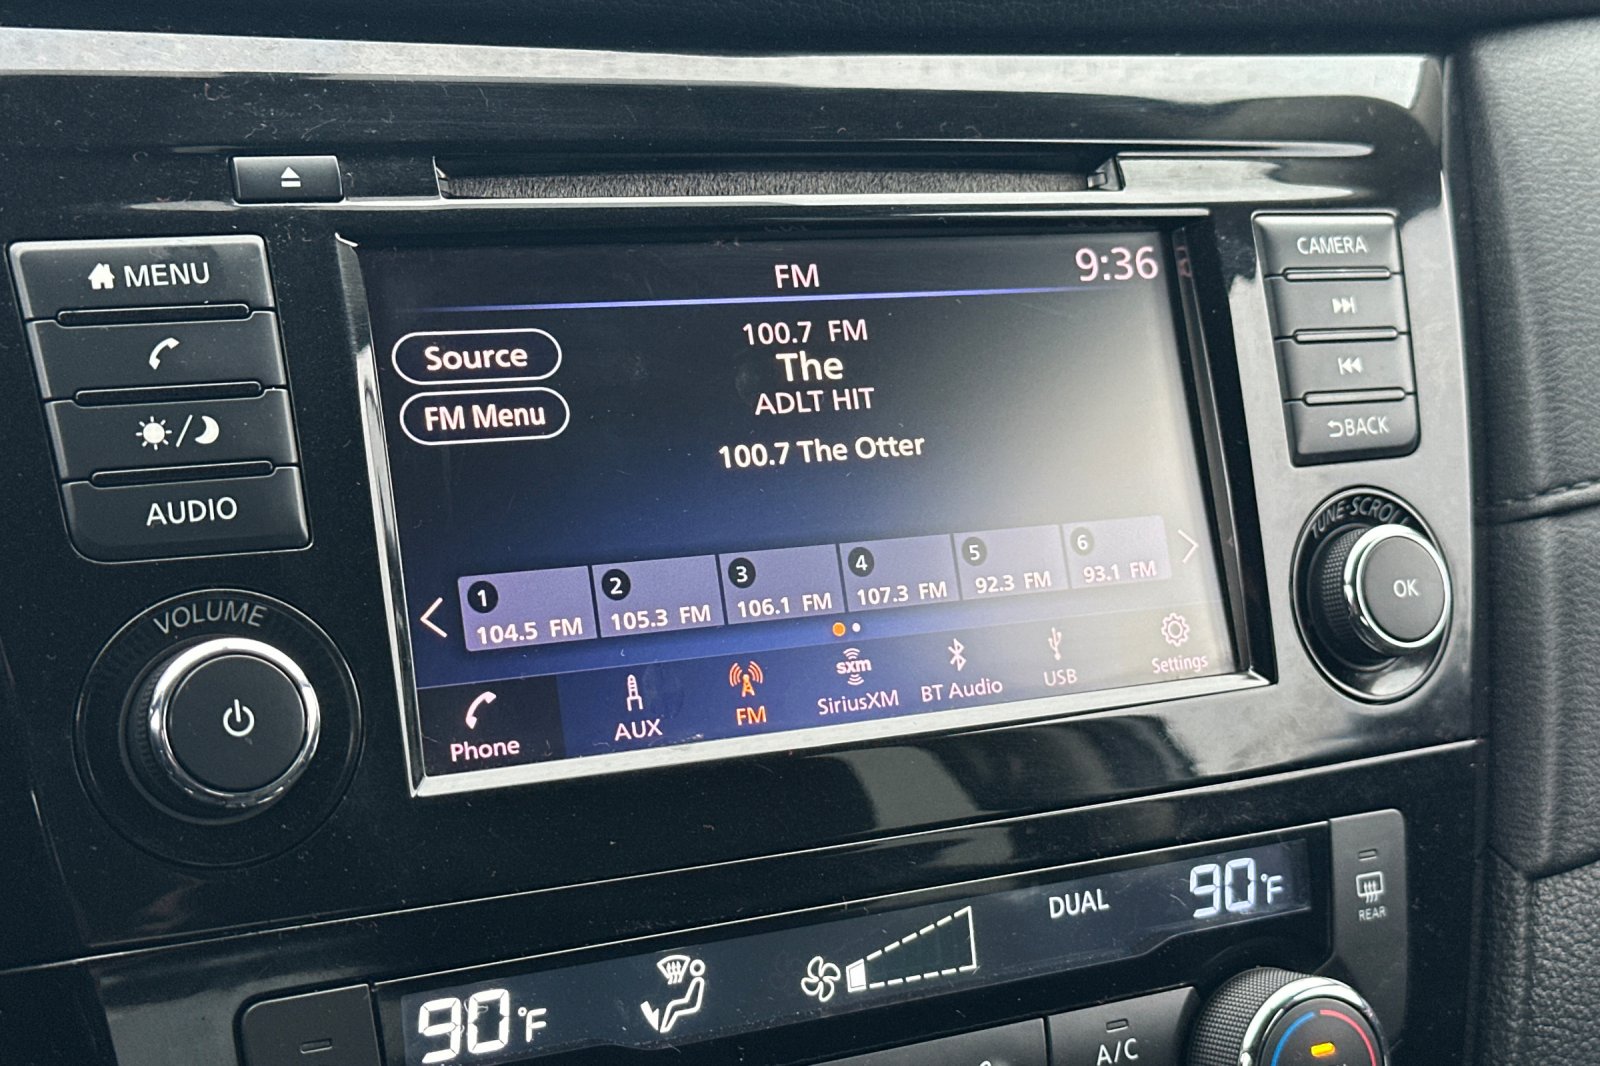 MENU
AUDIO
VOLUME
FM
9:36
Source
FM Menu
100.7 FM
The
ADLT HIT
100.7 The Otter
1
104.5 FM
2
105.3 FM
3
106.1 FM
4
107.3 FM
5
92.3 FM
6
93.1 FM
Phone
AUX
FM
sxm
SiriusXM
BT Audio
USB
Settings
CAMERA
BACK
TUNE·SCROLL
OK
90°F
DUAL
90°F
REAR
A/C